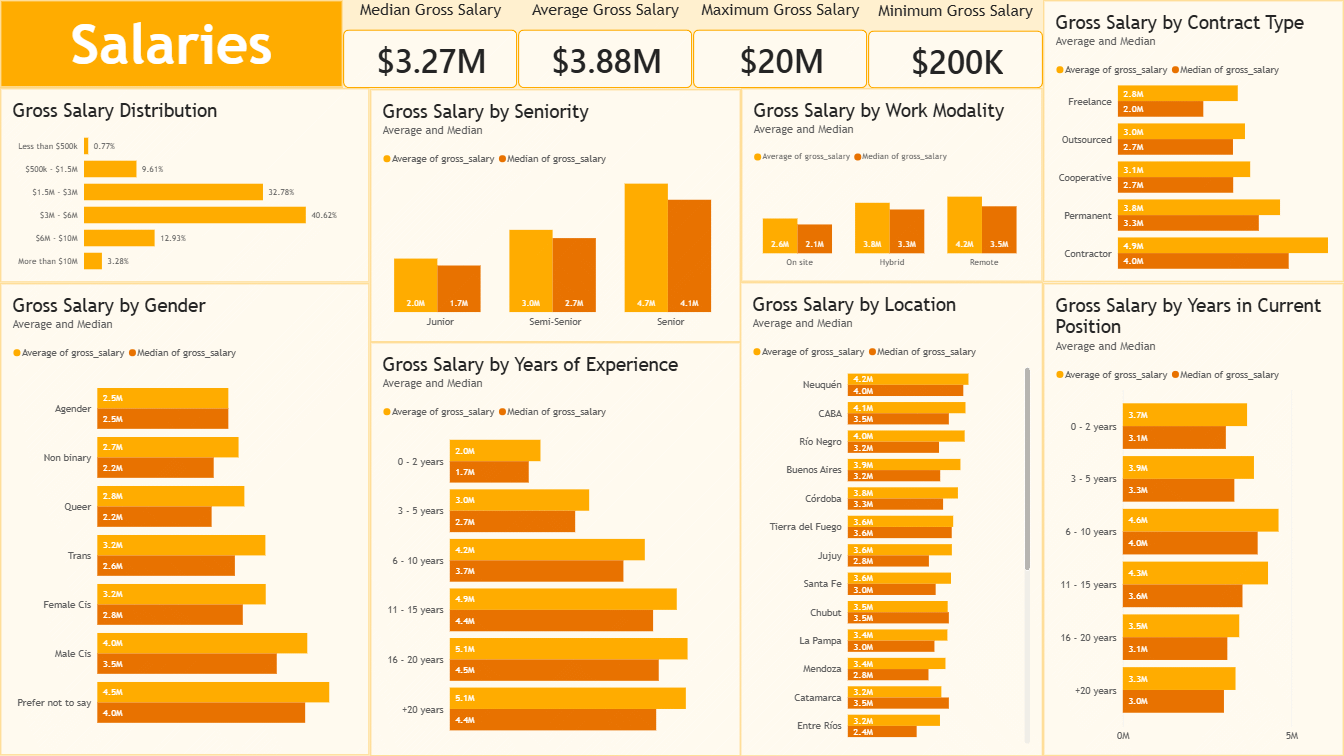 Salaries
Median Gross Salary
$3.27M
Average Gross Salary
$3.88M
Maximum Gross Salary
$20M
Minimum Gross Salary
$200K
Gross Salary by Contract Type
Average and Median
Average of gross_salary Median of gross_salary
Freelance 2.8M
2.0M
Outsourced 3.0M
2.7M
Cooperative 3.1M
2.7M
Permanent 3.8M
3.3M
Contractor 4.9M
4.0M
Gross Salary Distribution
Less than $500k 0.77%
$500k - $1.5M 9.61%
$1.5M - $3M 32.78%
$3M - $6M 40.62%
$6M - $10M 12.93%
More than $10M 3.28%
Gross Salary by Seniority
Average and Median
Average of gross_salary Median of gross_salary
2.0M 1.7M 3.0M 2.7M 4.7M 4.1M
Junior Semi-Senior Senior
Gross Salary by Work Modality
Average and Median
Average of gross_salary Median of gross_salary
2.6M 2.1M 3.8M 3.3M 4.2M 3.5M
On site Hybrid Remote
Gross Salary by Gender
Average and Median
Average of gross_salary Median of gross_salary
Agender 2.5M
2.5M
Non binary 2.7M
2.2M
Queer 2.8M
2.2M
Trans 3.2M
2.6M
Female Cis 3.2M
2.8M
Male Cis 4.0M
3.5M
Prefer not to say 4.5M
4.0M
Gross Salary by Years of Experience
Average and Median
Average of gross_salary Median of gross_salary
0 - 2 years 2.0M
1.7M
3 - 5 years 3.0M
2.7M
6 - 10 years 4.2M
3.7M
11 - 15 years 4.9M
4.4M
16 - 20 years 5.1M
4.5M
+20 years 5.1M
4.4M
Gross Salary by Location
Average and Median
Average of gross_salary Median of gross_salary
Neuquén 4.2M
4.0M
CABA 4.1M
3.5M
Río Negro 4.0M
3.2M
Buenos Aires 3.9M
3.2M
Córdoba 3.8M
3.3M
Tierra del Fuego 3.6M
3.6M
Jujuy 3.6M
2.8M
Santa Fe 3.6M
3.0M
Chubut 3.5M
3.5M
La Pampa 3.4M
3.0M
Mendoza 3.4M
2.8M
Catamarca 3.2M
3.5M
Entre Ríos 3.2M
2.4M
Gross Salary by Years in Current
Position
Average and Median
Average of gross_salary Median of gross_salary
0 - 2 years 3.7M
3.1M
3 - 5 years 3.9M
3.3M
6 - 10 years 4.6M
4.0M
11 - 15 years 4.3M
3.6M
16 - 20 years 3.5M
3.1M
+20 years 3.3M
3.0M
0M 5M